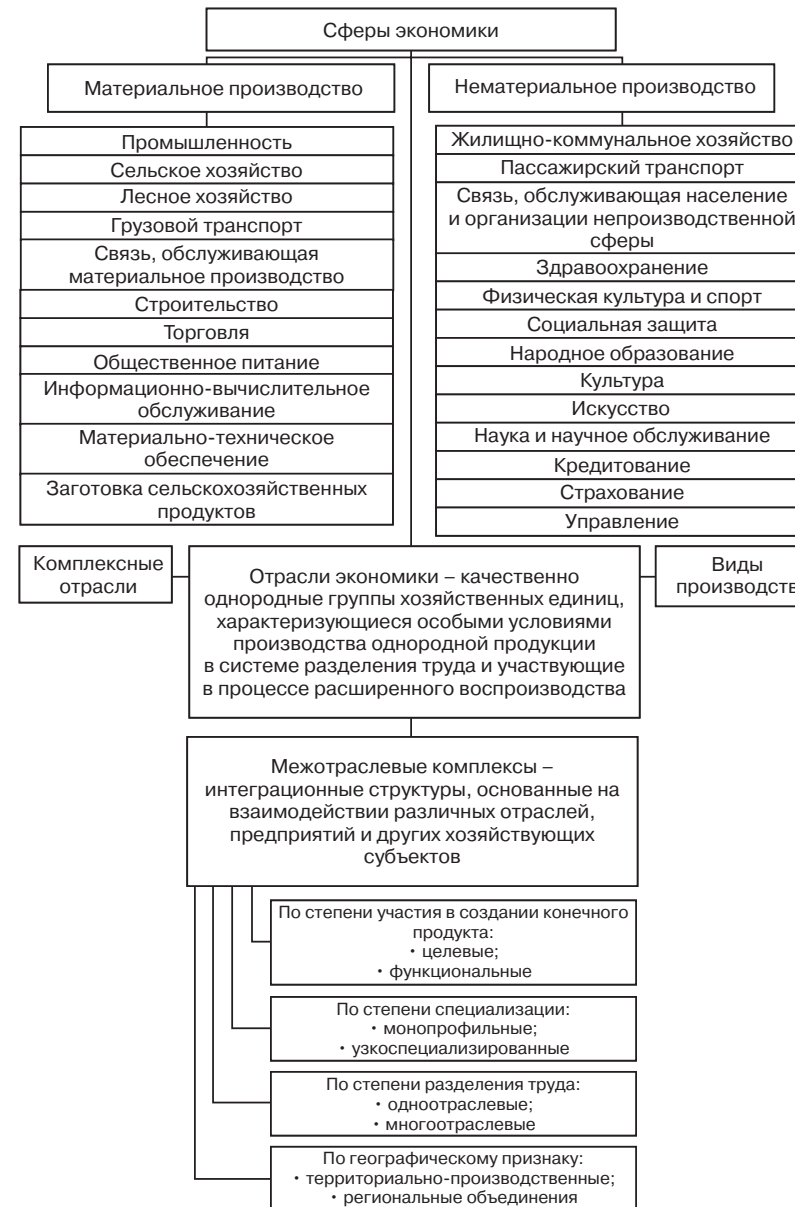 Сферы экономики
Материальное производство
Промышленность
Сельское хозяйство
Лесное хозяйство
Грузовой транспорт
Связь, обслуживающая
материальное производство
Строительство
Торговля
Общественное питание
Информационно-вычислительное
обслуживание
Материально-техническое
обеспечение
Заготовка сельскохозяйственных
продуктов
Нематериальное производство
Жилищно-коммунальное хозяйство
Пассажирский транспорт
Связь, обслуживающая население
и организации непроизводственной
сферы
Здравоохранение
Физическая культура и спорт
Социальная защита
Народное образование
Культура
Искусство
Наука и научное обслуживание
Кредитование
Страхование
Управление
Комплексные
отрасли
Отрасли экономики – качественно
однородные группы хозяйственных единиц,
характеризующиеся особыми условиями
производства однородной продукции
в системе разделения труда и участвующие
в процессе расширенного воспроизводства
Виды
производств
Межотраслевые комплексы –
интеграционные структуры, основанные на
взаимодействии различных отраслей,
предприятий и других хозяйствующих
субъектов
По степени участия в создании конечного
продукта:
• целевые;
• функциональные
По степени специализации:
• монопрофильные;
• узкоспециализированные
По степени разделения труда:
• одноотраслевые;
• многоотраслевые
По географическому признаку:
• территориально-производственные;
• региональные объединения